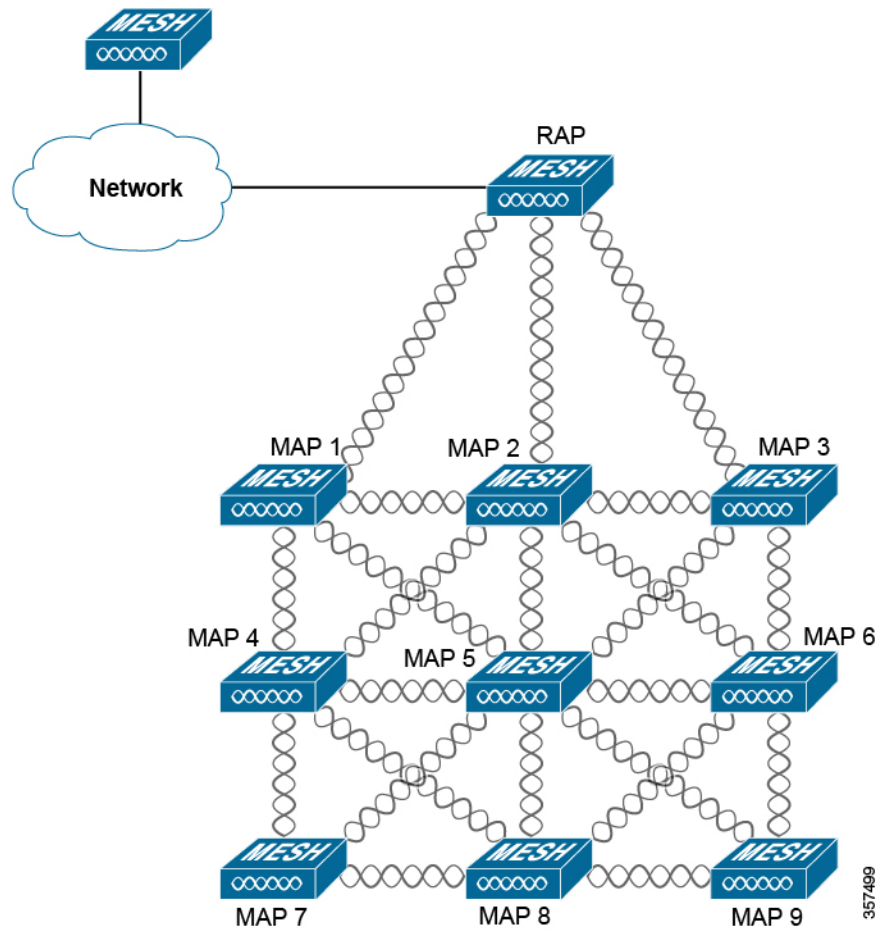 MESH
Network
RAP
MESH
MAP 1
MAP 2
MAP 3
MESH
MESH
MESH
MAP 4
MAP 5
MAP 6
MESH
MESH
MESH
MESH
MESH
MESH
MAP 7
MAP 8
MAP 9
357499